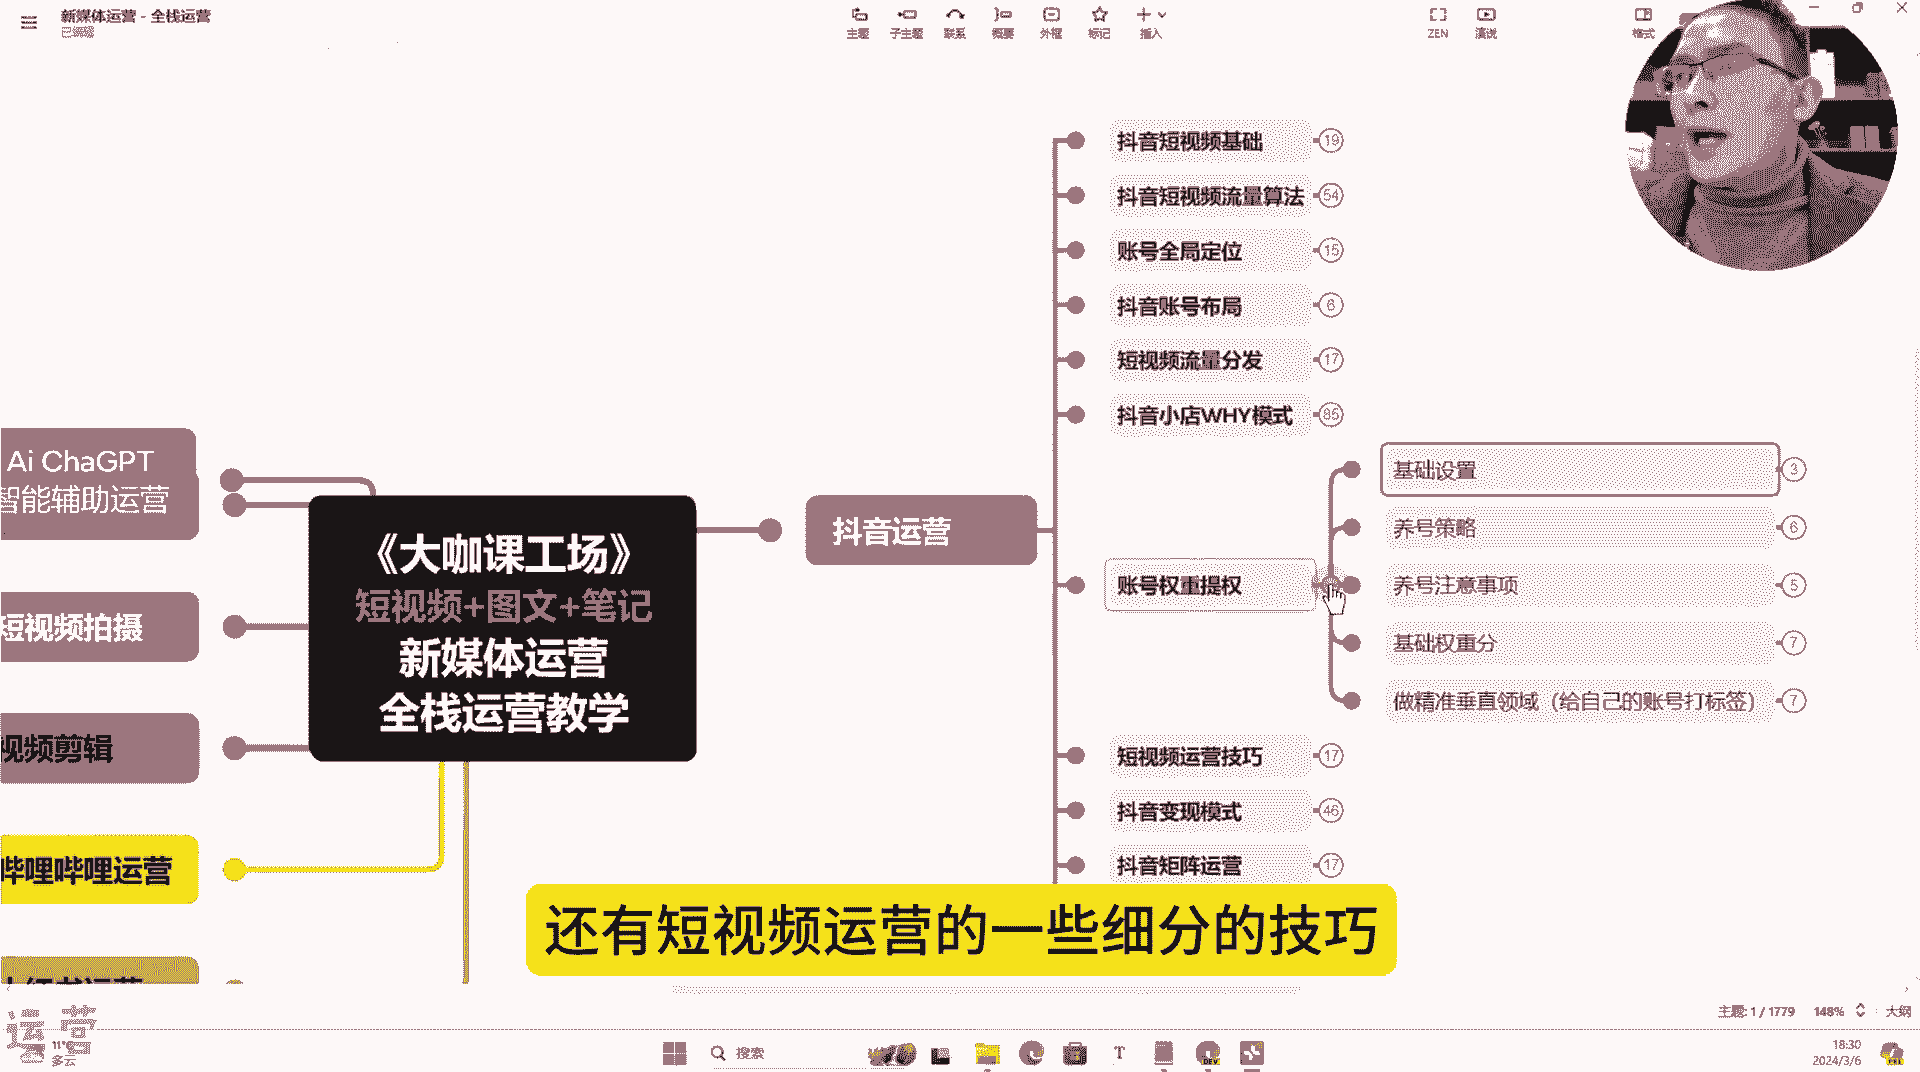 新媒体运营 - 全栈运营
已编辑
主题
子主题
联系
概要
外框
标记
插入
ZEN
演说
格式
抖音短视频基础 19
抖音短视频流量算法 54
账号全局定位 15
抖音账号布局 6
短视频流量分发 17
抖音小店WHY模式 85
Ai ChaGPT
智能辅助运营
短视频拍摄
视频剪辑
哔哩哔哩运营
《大咖课工场》
短视频+图文+笔记
新媒体运营
全栈运营教学
抖音运营
账号权重提权
基础设置 3
养号策略 6
养号注意事项 5
基础权重分 7
做精准垂直领域（给自己的账号打标签） 7
短视频运营技巧 17
抖音变现模式 46
抖音矩阵运营 17
还有短视频运营的一些细分的技巧
主题: 1 / 1779
148%
大纲
运营
11°C
多云
搜索
18:30
2024/3/6